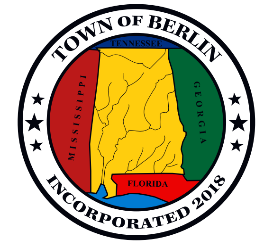 TOWN OF BERLIN
TENNESSEE
MISSISSIPPI
GEORGIA
FLORIDA
INCORPORATED 2018